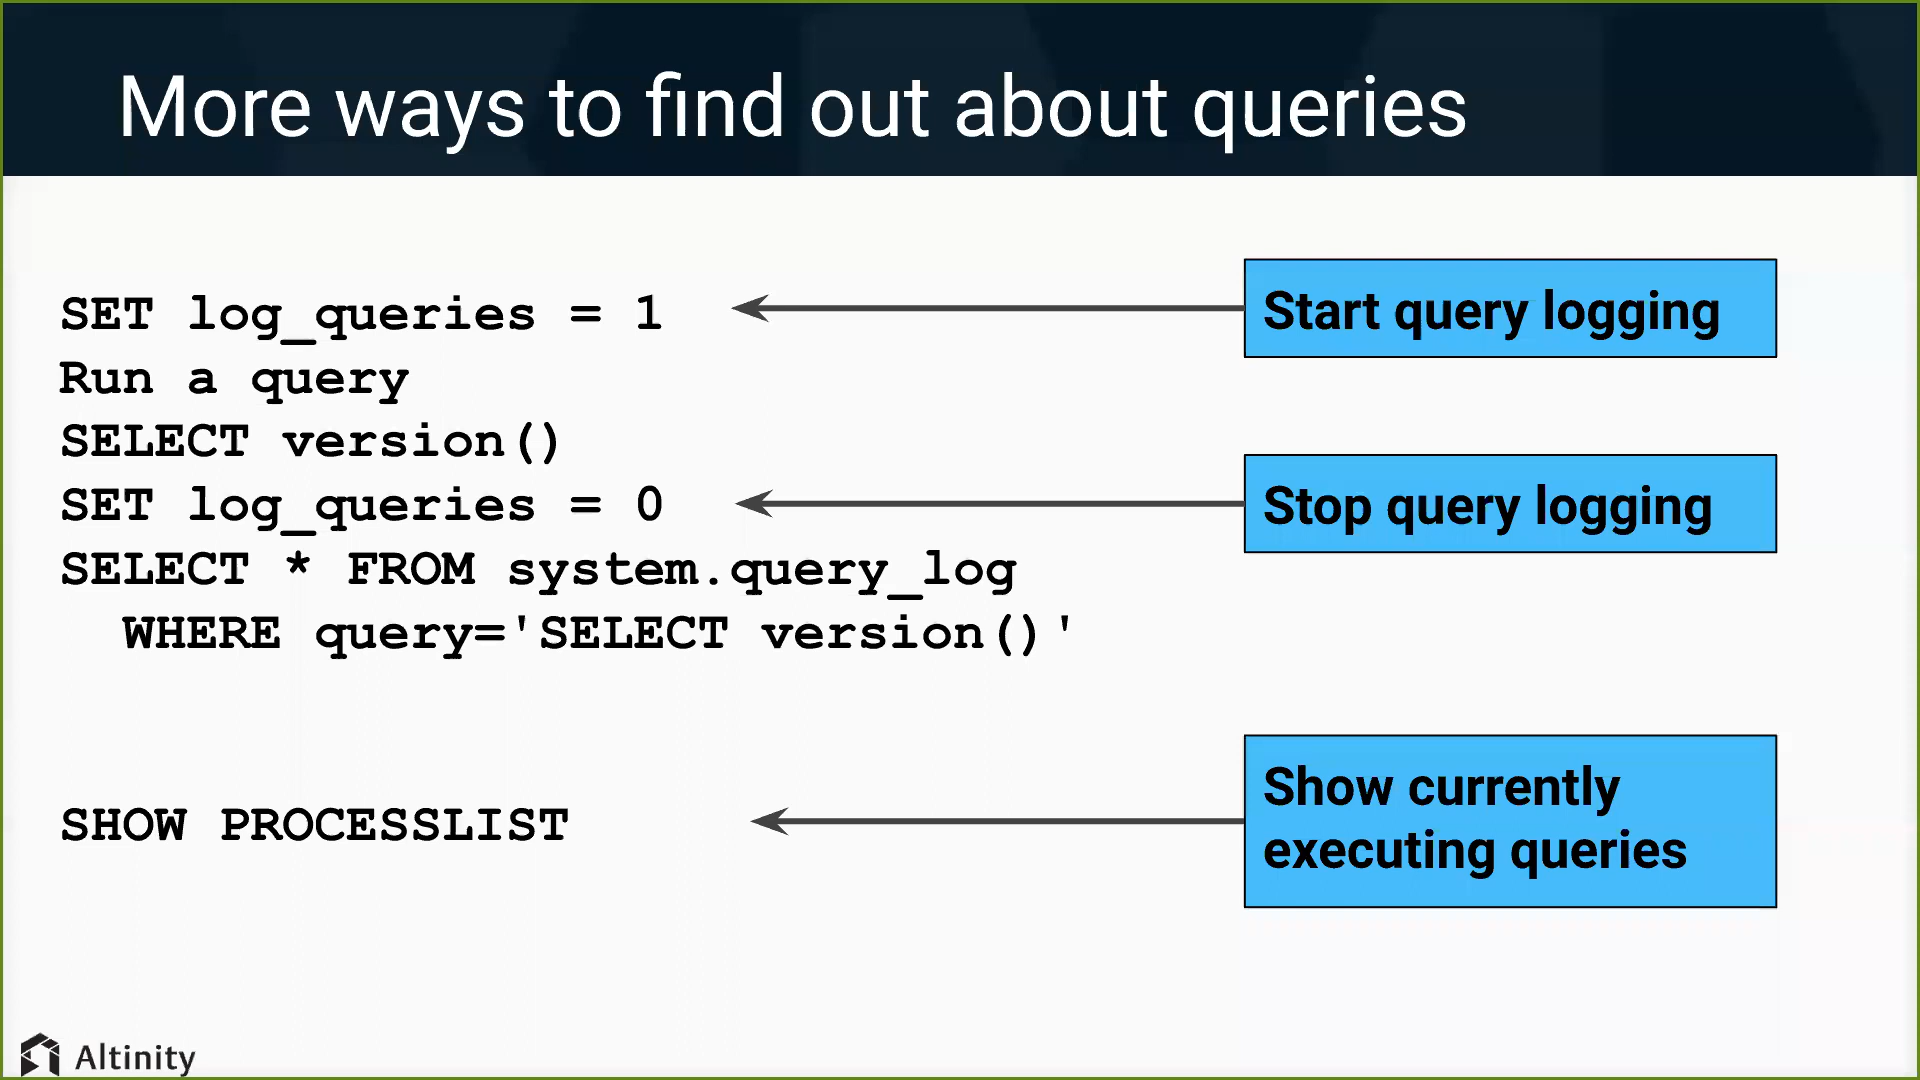 More ways to find out about queries
SET log_queries = 1
Start query logging
Run a query
SELECT version()
SET log_queries = 0
Stop query logging
SELECT * FROM system.query_log
WHERE query='SELECT version()'
SHOW PROCESSLIST
Show currently
executing queries
Altinity